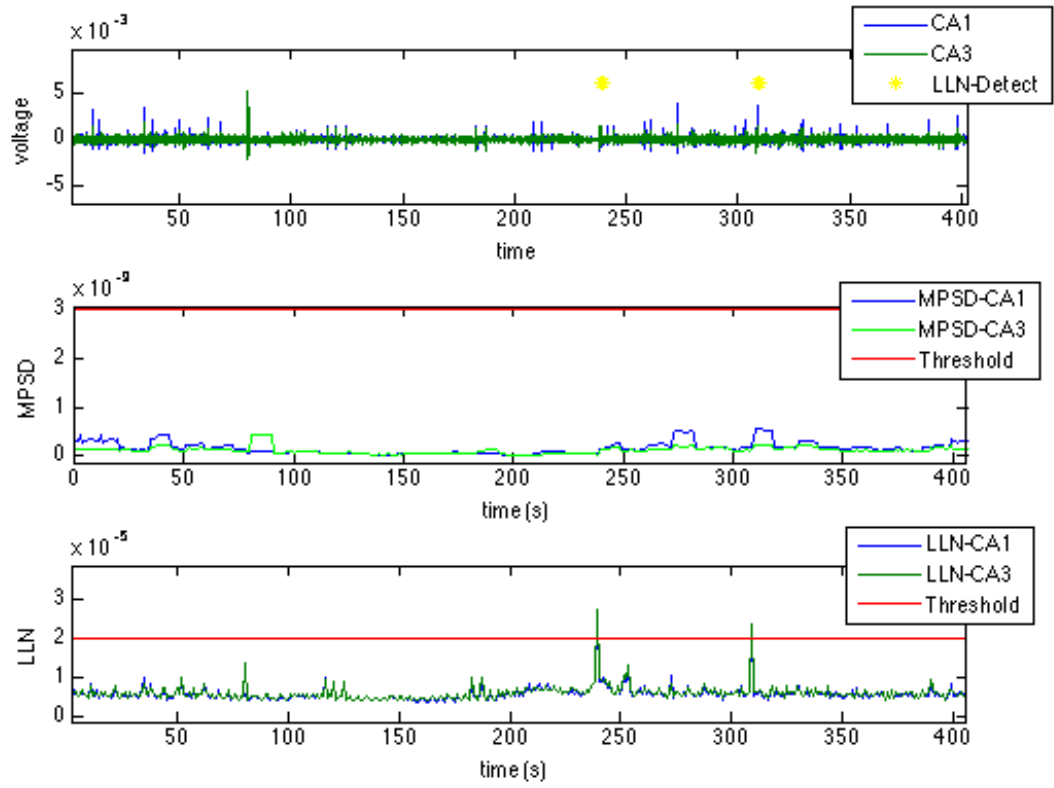 x 10 -3
CA1
CA3
LLN-Detect
5
0
-5
voltage
50 100 150 200 250 300 350 400
time
x 10 -9
MPSD-CA1
MPSD-CA3
Threshold
3
2
1
0
MPSD
0 50 100 150 200 250 300 350 400
time (s)
x 10 -5
LLN-CA1
LLN-CA3
Threshold
3
2
1
0
LLN
50 100 150 200 250 300 350 400
time (s)